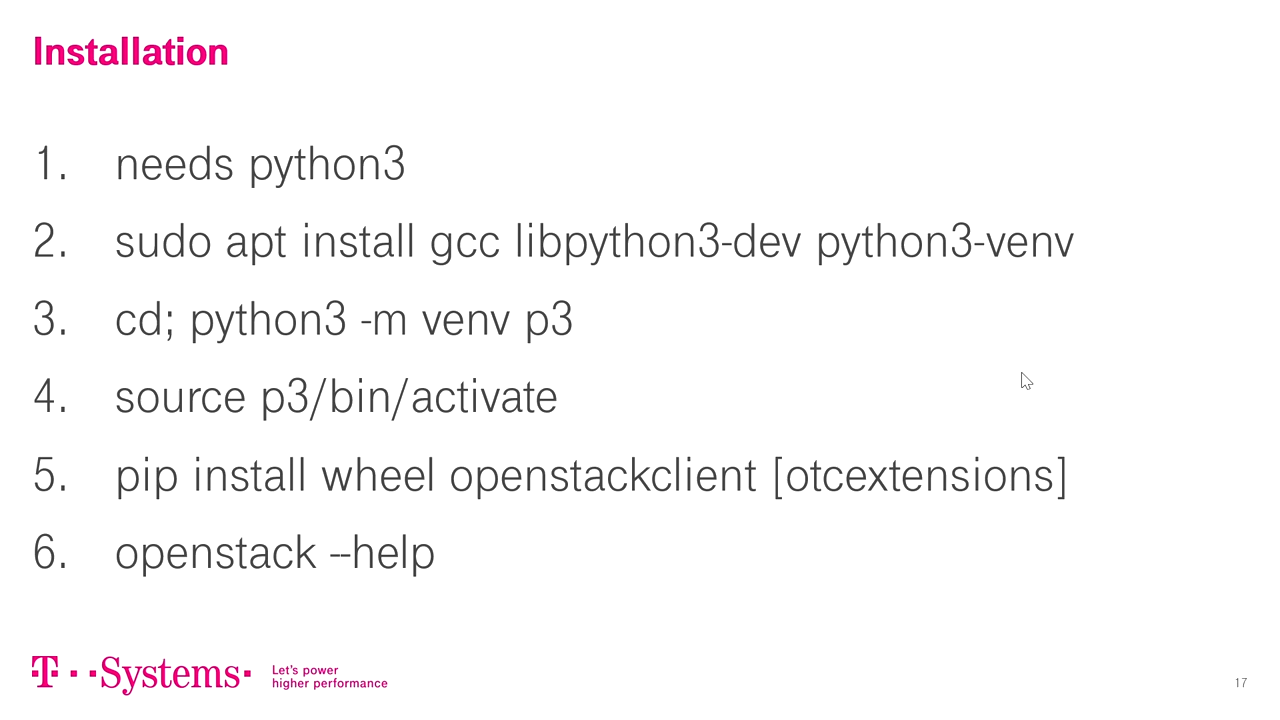 Installation
1. needs python3
2. sudo apt install gcc libpython3-dev python3-venv
3. cd; python3 -m venv p3
4. source p3/bin/activate
5. pip install wheel openstackclient [otcextensions]
6. openstack --help
T··Systems·
Let's power
higher performance
17